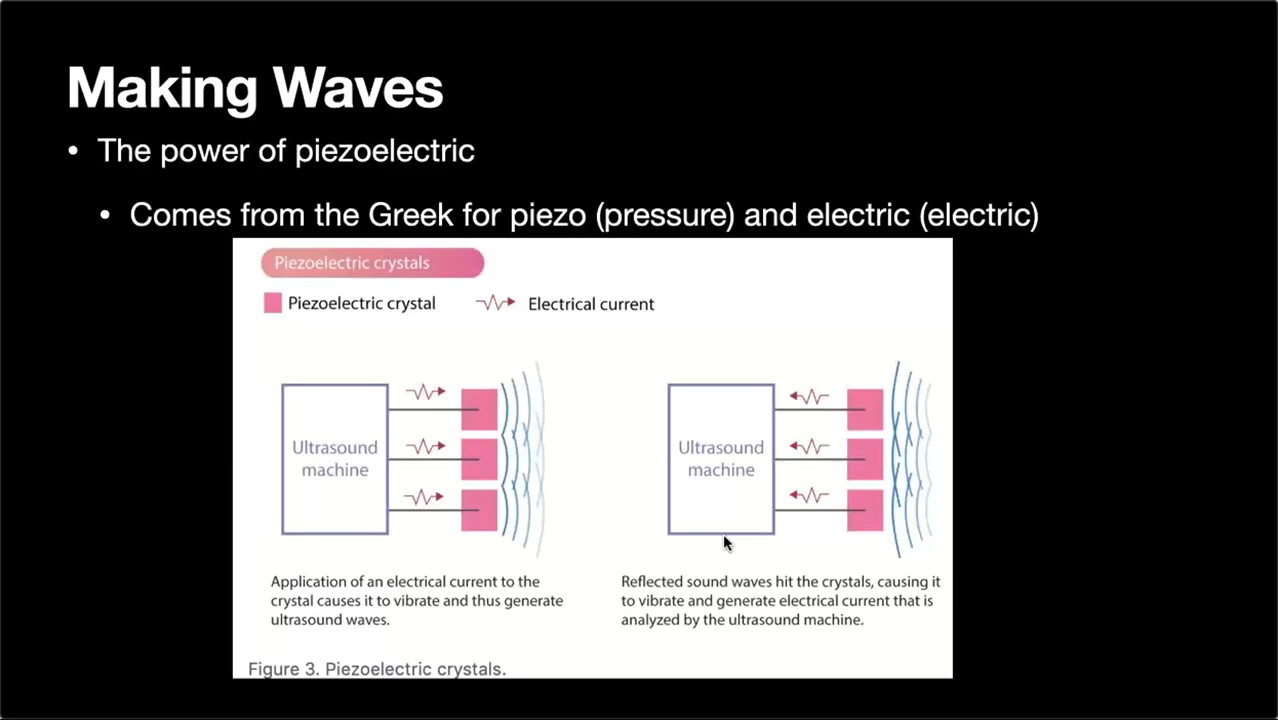 Making Waves
• The power of piezoelectric
• Comes from the Greek for piezo (pressure) and electric (electric)
Piezoelectric crystals
Piezoelectric crystal
Electrical current
Ultrasound
machine
Ultrasound
machine
Application of an electrical current to the
crystal causes it to vibrate and thus generate
ultrasound waves.
Reflected sound waves hit the crystals, causing it
to vibrate and generate electrical current that is
analyzed by the ultrasound machine.
Figure 3. Piezoelectric crystals.